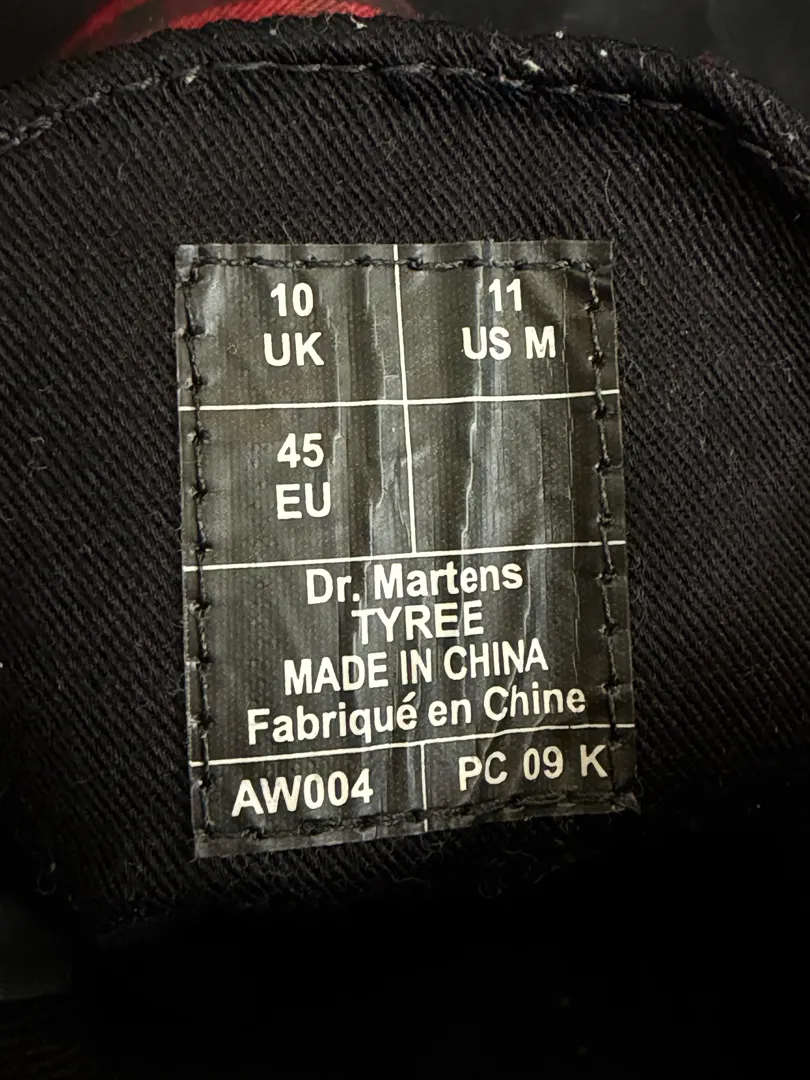 10
UK
11
US M
45
EU
Dr. Martens
TYREE
MADE IN CHINA
Fabriqué en Chine
AW004
PC 09 K